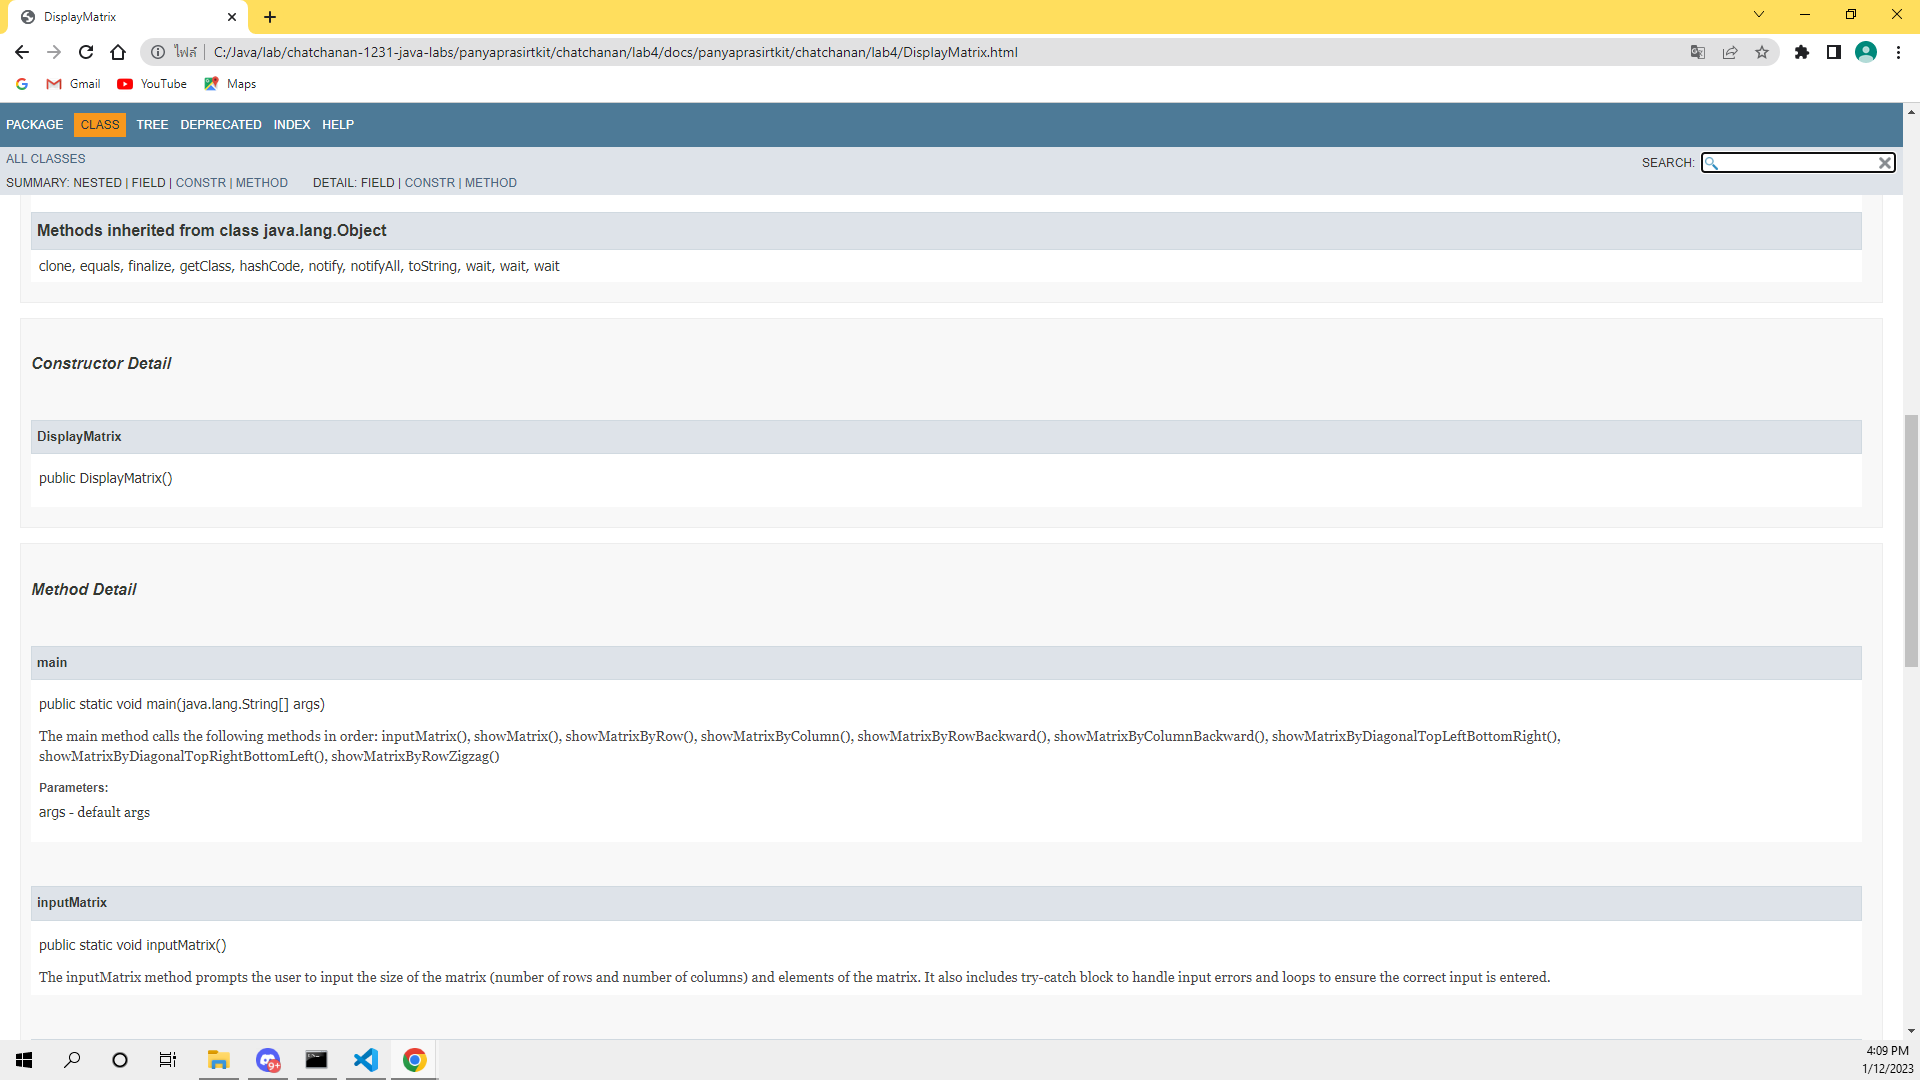 DisplayMatrix
ไฟล์ C:/Java/lab/chatchanan-1231-java-labs/panyaprasirtkit/chatchanan/lab4/docs/panyaprasirtkit/chatchanan/lab4/DisplayMatrix.html
Gmail YouTube Maps
PACKAGE CLASS TREE DEPRECATED INDEX HELP
ALL CLASSES
SEARCH:
SUMMARY: NESTED | FIELD | CONSTR | METHOD DETAIL: FIELD | CONSTR | METHOD
Methods inherited from class java.lang.Object
clone, equals, finalize, getClass, hashCode, notify, notifyAll, toString, wait, wait, wait
Constructor Detail
DisplayMatrix
public DisplayMatrix()
Method Detail
main
public static void main(java.lang.String[] args)
The main method calls the following methods in order: inputMatrix(), showMatrix(), showMatrixByRow(), showMatrixByColumn(), showMatrixByRowBackward(), showMatrixByColumnBackward(), showMatrixByDiagonalTopLeftBottomRight(),
showMatrixByDiagonalTopRightBottomLeft(), showMatrixByRowZigzag()
Parameters:
args - default args
inputMatrix
public static void inputMatrix()
The inputMatrix method prompts the user to input the size of the matrix (number of rows and number of columns) and elements of the matrix. It also includes try-catch block to handle input errors and loops to ensure the correct input is entered.
9+
4:09 PM
1/12/2023